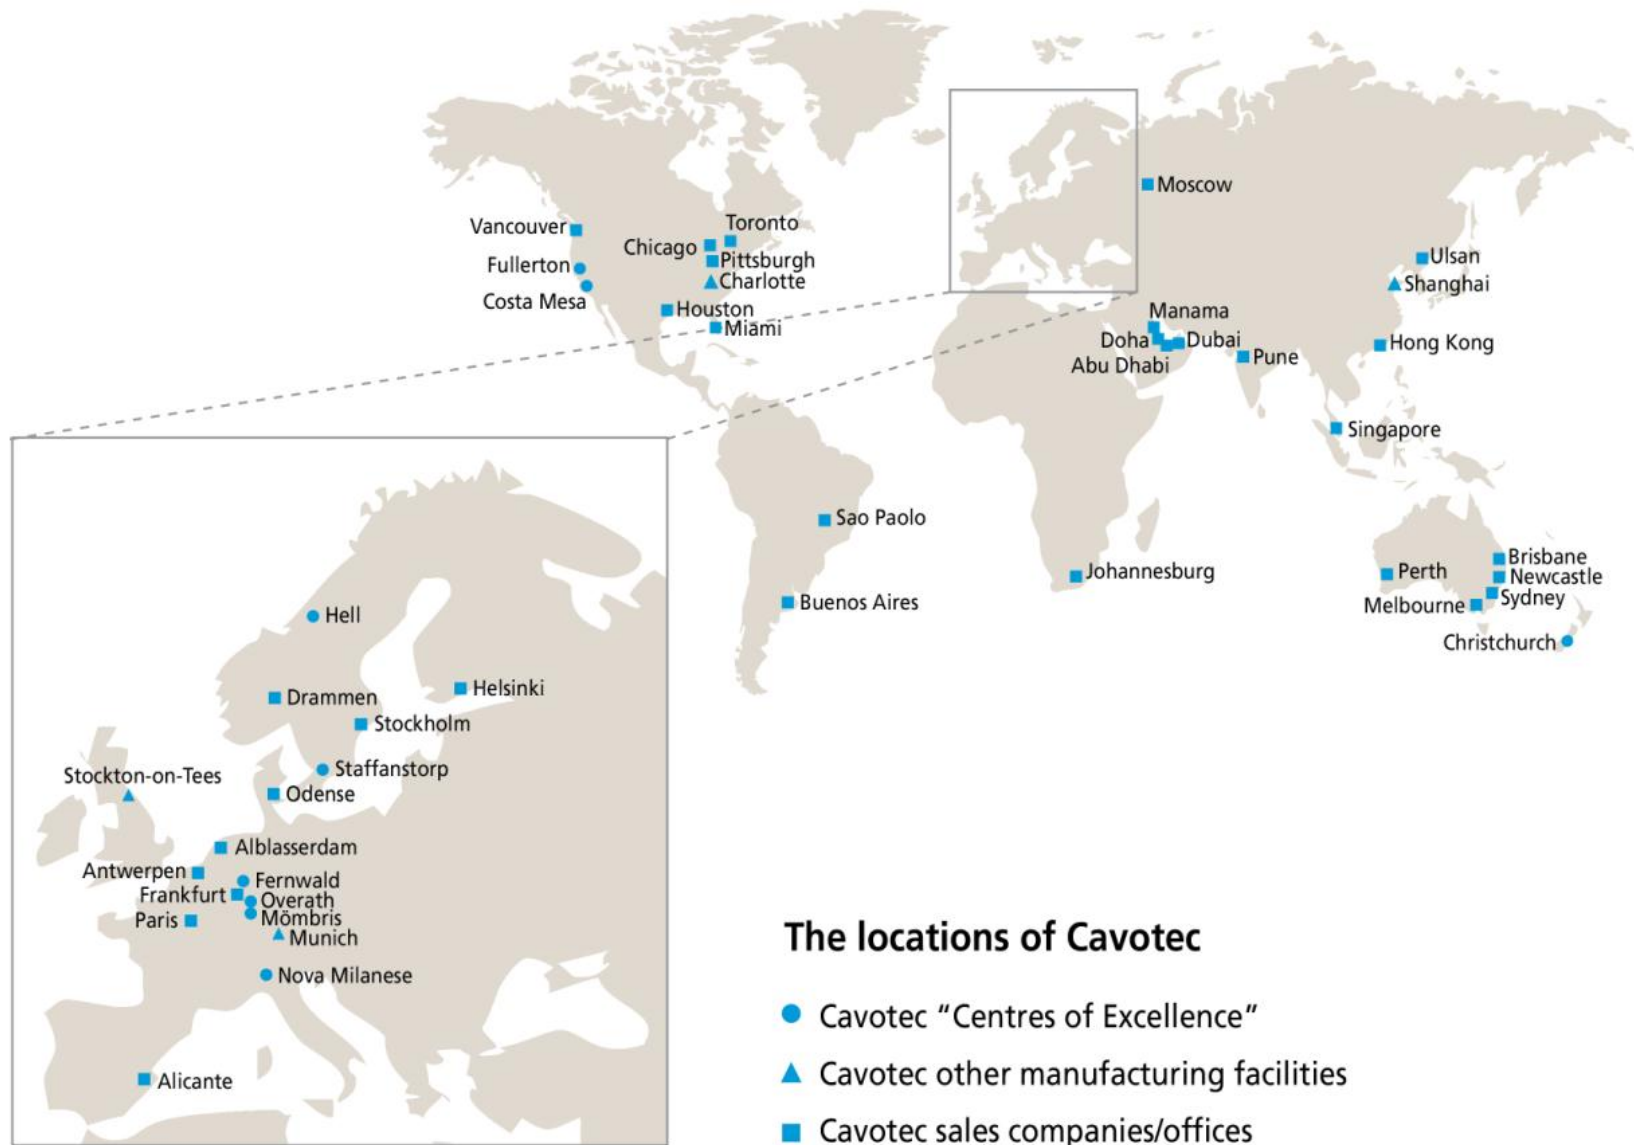 Moscow
Vancouver
Toronto
Chicago
Pittsburgh
Fullerton
Charlotte
Costa Mesa
Houston
Miami
Ulsan
Shanghai
Manama
Doha
Dubai
Abu Dhabi
Pune
Hong Kong
Singapore
Sao Paolo
Buenos Aires
Johannesburg
Perth
Brisbane
Newcastle
Sydney
Melbourne
Christchurch
Hell
Drammen
Helsinki
Stockholm
Stockton-on-Tees
Staffanstorp
Odense
Alblasserdam
Antwerpen
Fernwald
Frankfurt
Overath
Paris
Mömbris
Munich
Nova Milanese
Alicante
The locations of Cavotec
Cavotec “Centres of Excellence”
Cavotec other manufacturing facilities
Cavotec sales companies/offices